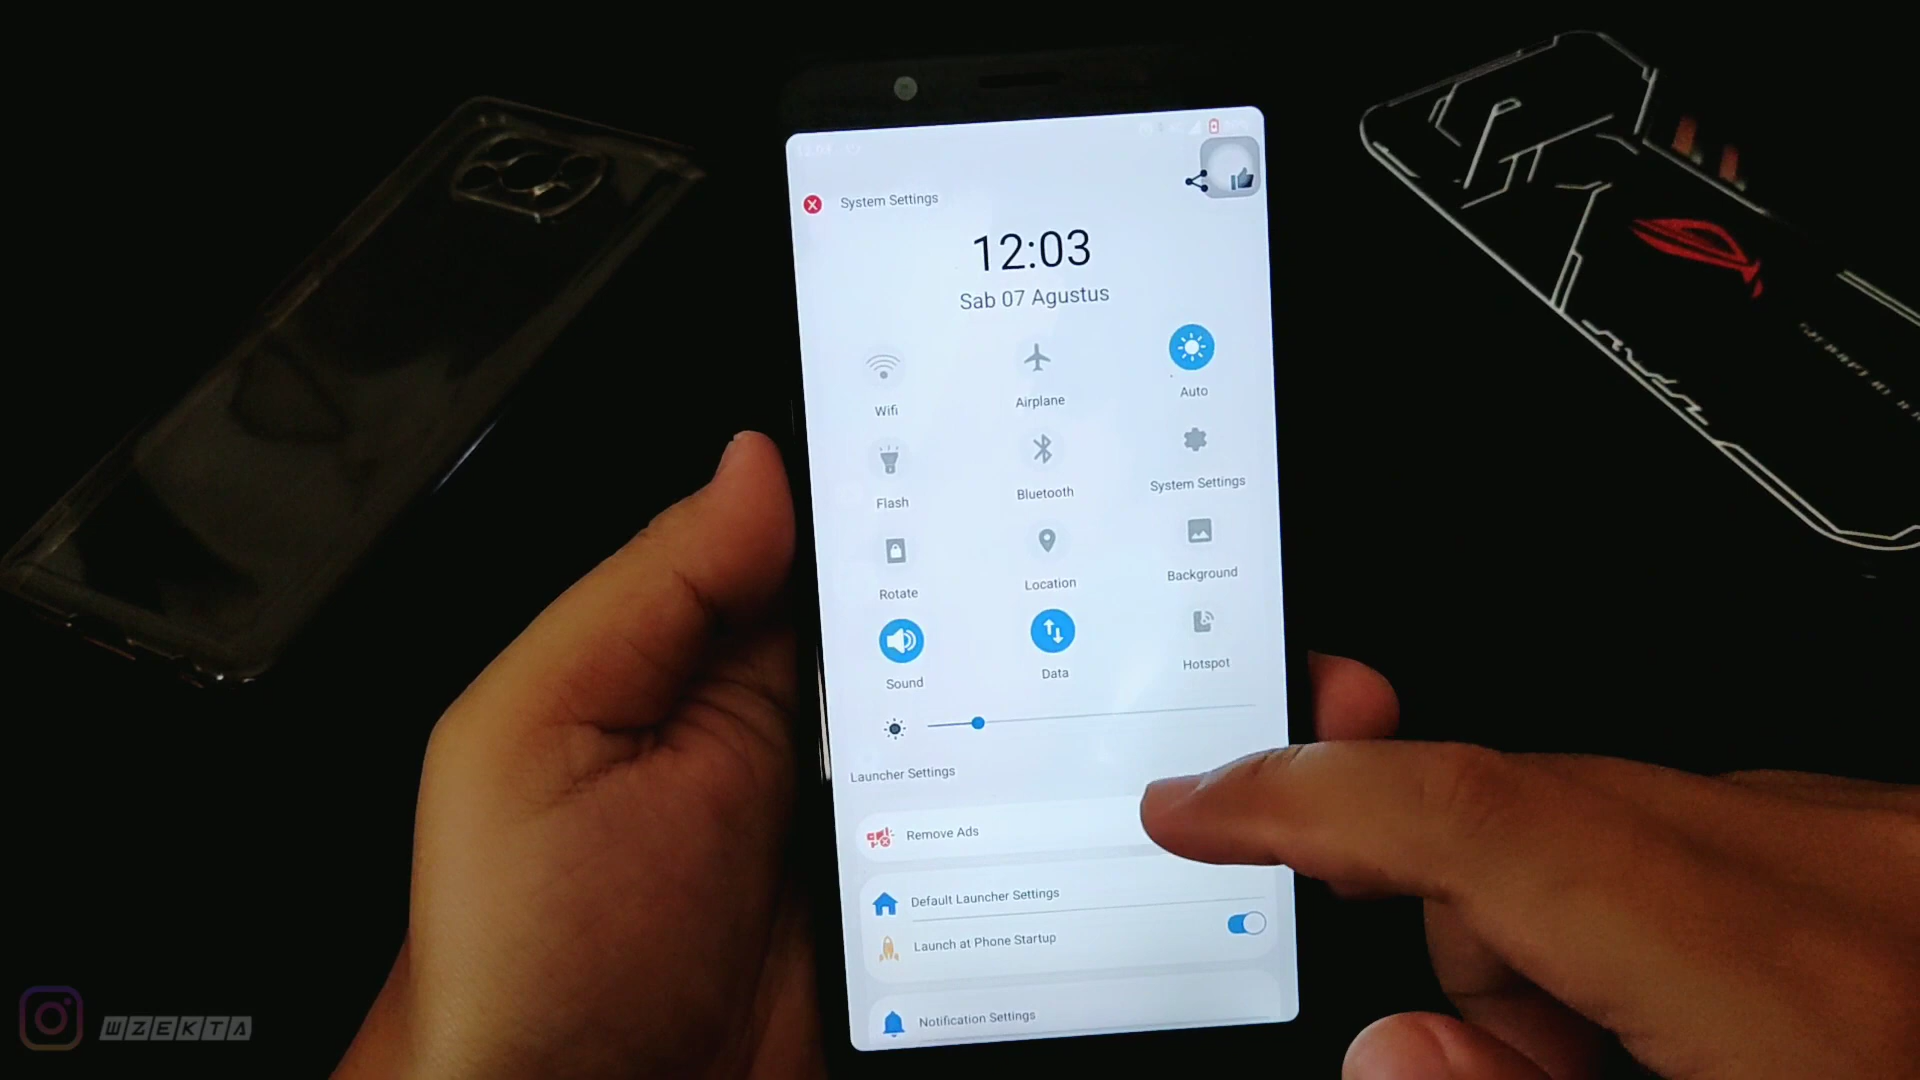 System Settings
12:03
Sab 07 Agustus
Wifi
Airplane
Auto
Flash
Bluetooth
System Settings
Rotate
Location
Background
Sound
Data
Hotspot
Launcher Settings
Remove Ads
Default Launcher Settings
Launch at Phone Startup
Notification Settings
WZEKTA